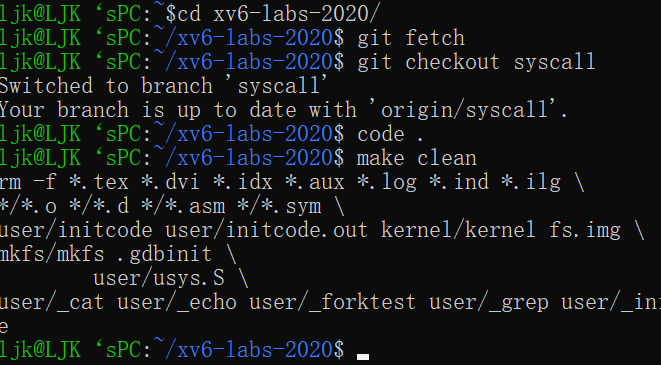 ljk@LJK ‘sPC:~$cd xv6-labs-2020/
ljk@LJK ‘sPC:~/xv6-labs-2020$ git fetch
ljk@LJK ‘sPC:~/xv6-labs-2020$ git checkout syscall
Switched to branch 'syscall'
Your branch is up to date with 'origin/syscall'.
ljk@LJK ‘sPC:~/xv6-labs-2020$ code .
ljk@LJK ‘sPC:~/xv6-labs-2020$ make clean
rm -f *.tex *.dvi *.idx *.aux *.log *.ind *.ilg \
*/*.o */*.d */*.asm */*.sym \
user/initcode user/initcode.out kernel/kernel fs.img \
mkfs/mkfs .gdbinit \
user/usys.S \
user/_cat user/_echo user/_forktest user/_grep
e
ljk@LJK ‘sPC:~/xv6-labs-2020$